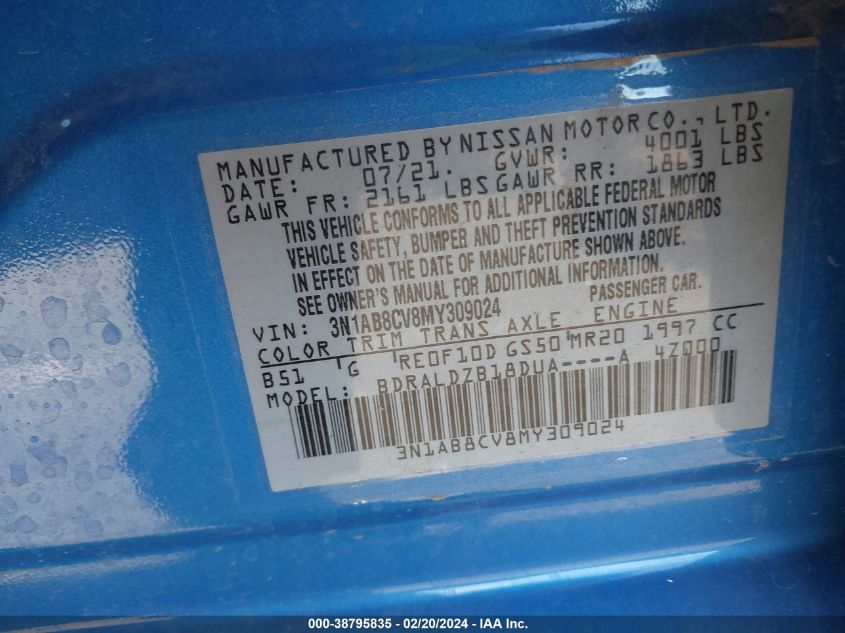 MANUFACTURED BY NISSAN MOTOR CO., LTD.
DATE: 07/21. GVWR: 4001 LBS
GAWR FR: 2161 LBS GAWR RR: 1863 LBS
THIS VEHICLE CONFORMS TO ALL APPLICABLE FEDERAL MOTOR
VEHICLE SAFETY, BUMPER AND THEFT PREVENTION STANDARDS
IN EFFECT ON THE DATE OF MANUFACTURE SHOWN ABOVE.
SEE OWNER'S MANUAL FOR ADDITIONAL INFORMATION.
VIN: 3N1AB8CV8MY309024 PASSENGER CAR.
COLOR TRIM TRANS AXLE ENGINE
B51 'G RE0F10D GS50 MR20 1997 CC
MODEL: BDRALDZB18DUA----A 4Z000
3N1AB8CV8MY309024
000-38795835 - 02/20/2024 - IAA Inc.